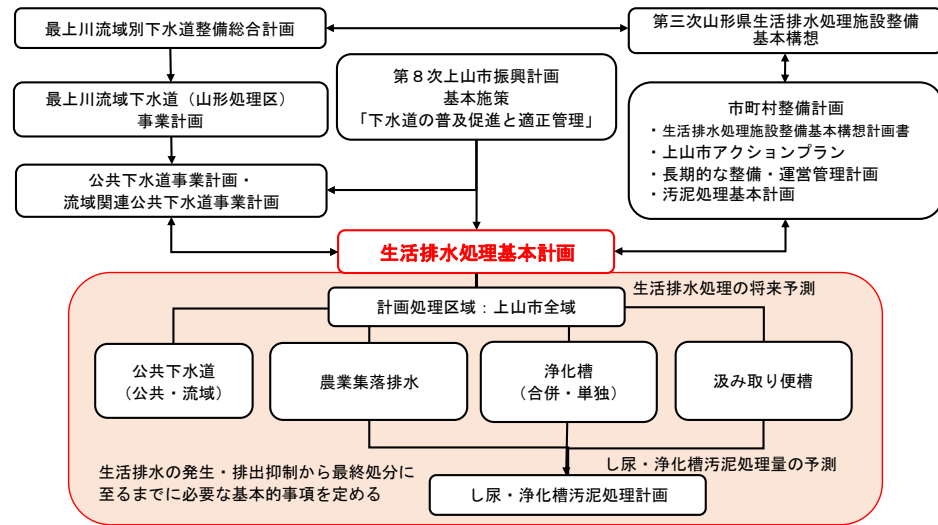 最上川流域別下水道整備総合計画
第三次山形県生活排水処理施設整備
基本構想
第８次上山市振興計画
基本施策
「下水道の普及促進と適正管理」
最上川流域下水道（山形処理区）
事業計画
市町村整備計画
・生活排水処理施設整備基本構想計画書
・上山市アクションプラン
・長期的な整備・運営管理計画
・汚泥処理基本計画
公共下水道事業計画・
流域関連公共下水道事業計画
生活排水処理基本計画
生活排水処理の将来予測
計画処理区域：上山市全域
公共下水道
（公共・流域）
農業集落排水
浄化槽
（合併・単独）
汲み取り便槽
生活排水の発生・排出抑制から最終処分に
至るまでに必要な基本的事項を定める
し尿・浄化槽汚泥処理量の予測
し尿・浄化槽汚泥処理計画